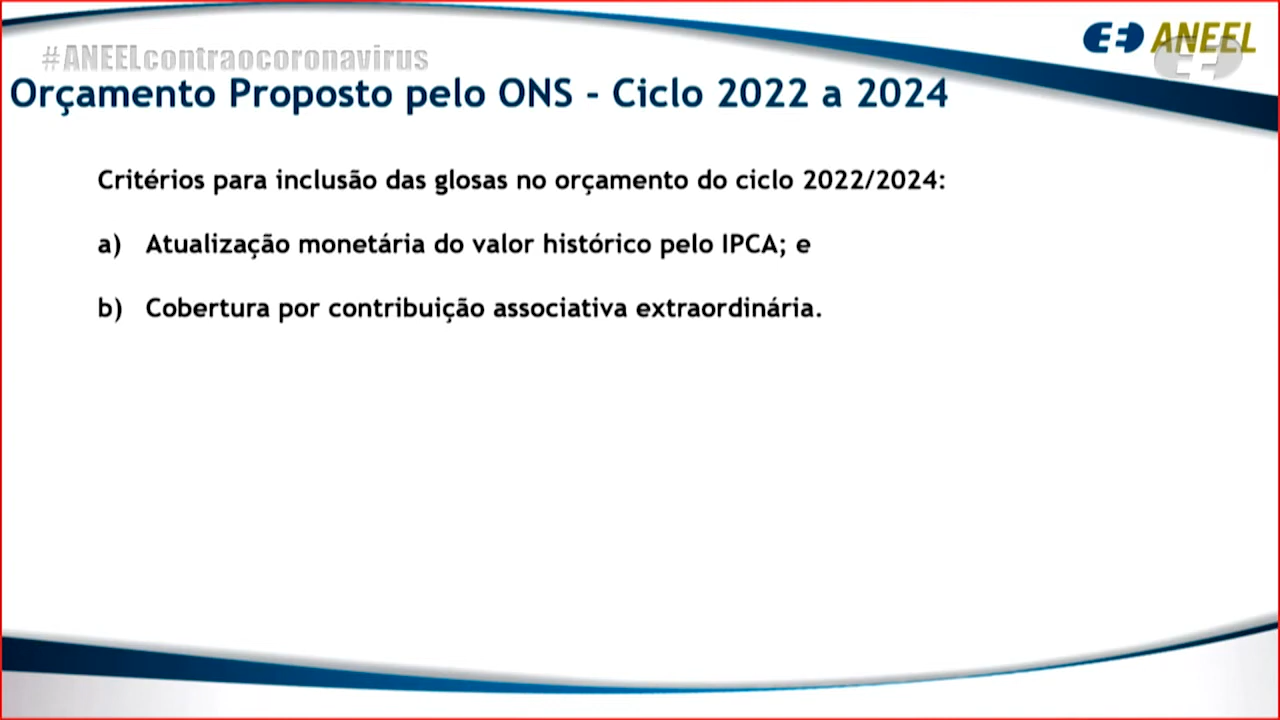 #ANEELcontraocoronavirus
ANEEL
Orçamento Proposto pelo ONS - Ciclo 2022 a 2024
Critérios para inclusão das glosas no orçamento do ciclo 2022/2024:
a) Atualização monetária do valor histórico pelo IPCA; e
b) Cobertura por contribuição associativa extraordinária.